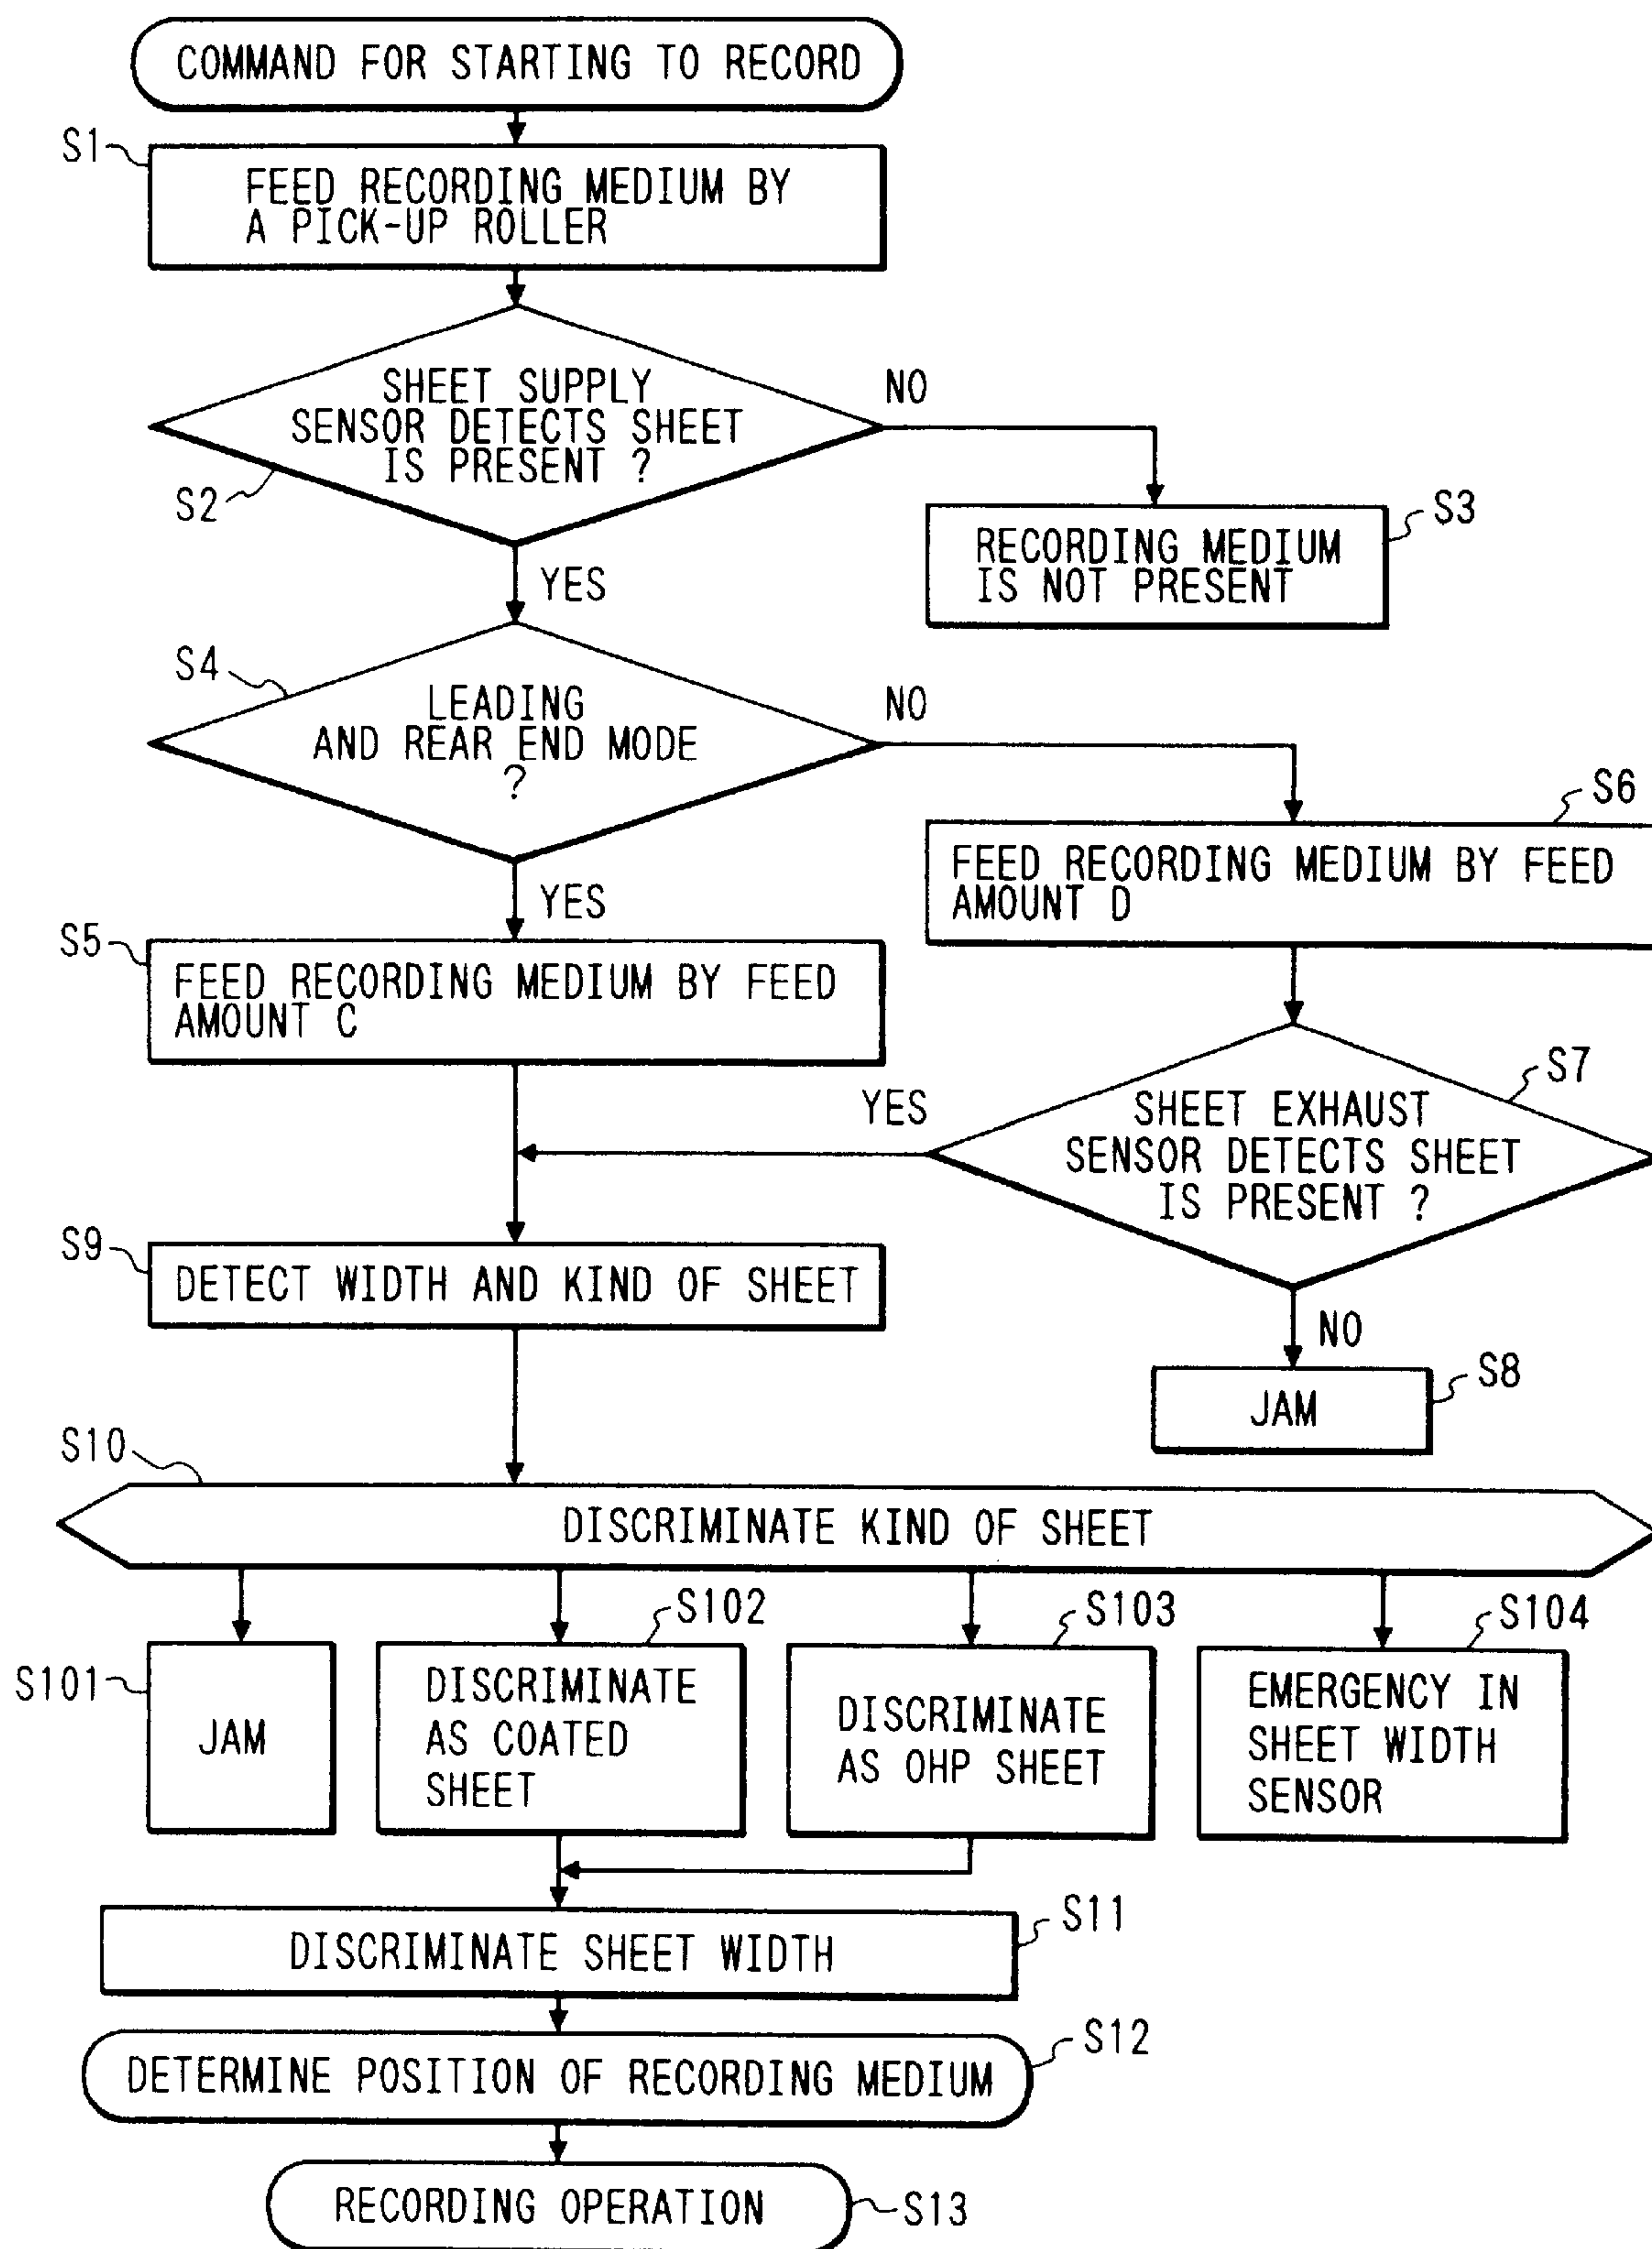 COMMAND FOR STARTING TO RECORD
S1
FEED RECORDING MEDIUM BY
A PICK-UP ROLLER
SHEET SUPPLY
SENSOR DETECTS SHEET
IS PRESENT ?
NO
S2
S3
RECORDING MEDIUM
IS NOT PRESENT
YES
S4
LEADING
AND REAR END MODE
?
NO
S6
FEED RECORDING MEDIUM BY FEED
AMOUNT D
YES
S5
FEED RECORDING MEDIUM BY FEED
AMOUNT C
S7
YES
SHEET EXHAUST
SENSOR DETECTS SHEET
IS PRESENT ?
S9
DETECT WIDTH AND KIND OF SHEET
NO
S8
JAM
S10
DISCRIMINATE KIND OF SHEET
S101
JAM
S102
DISCRIMINATE
AS COATED
SHEET
S103
DISCRIMINATE
AS OHP SHEET
S104
EMERGENCY IN
SHEET WIDTH
SENSOR
S11
DISCRIMINATE SHEET WIDTH
S12
DETERMINE POSITION OF RECORDING MEDIUM
RECORDING OPERATION
S13